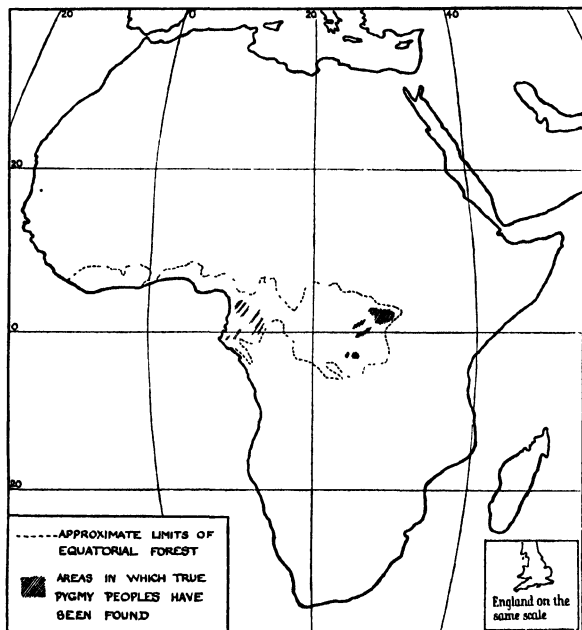 20 0 20 40
20
0
20
APPROXIMATE LIMITS OF
EQUATORIAL FOREST
AREAS IN WHICH TRUE
PYGMY PEOPLES HAVE
BEEN FOUND
England on the
same scale